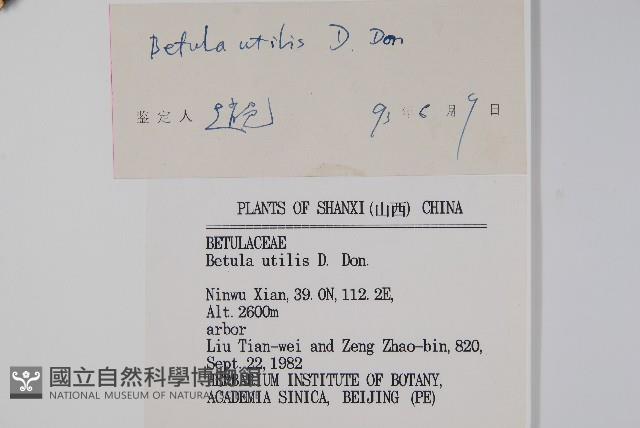 Betula utilis D. Don
鉴定人 93年6月9日
PLANTS OF SHANXI(山西) CHINA
BETULACEAE
Betula utilis D. Don.
Ninwu Xian, 39.0N, 112.2E,
Alt. 2600m
arbor
Liu Tian-wei and Zeng Zhao-bin, 820,
Sept. 22, 1982
HERBARIUM INSTITUTE OF BOTANY,
ACADEMIA SINICA, BEIJING (PE)
國立自然科學博物館
NATIONAL MUSEUM OF NATURAL